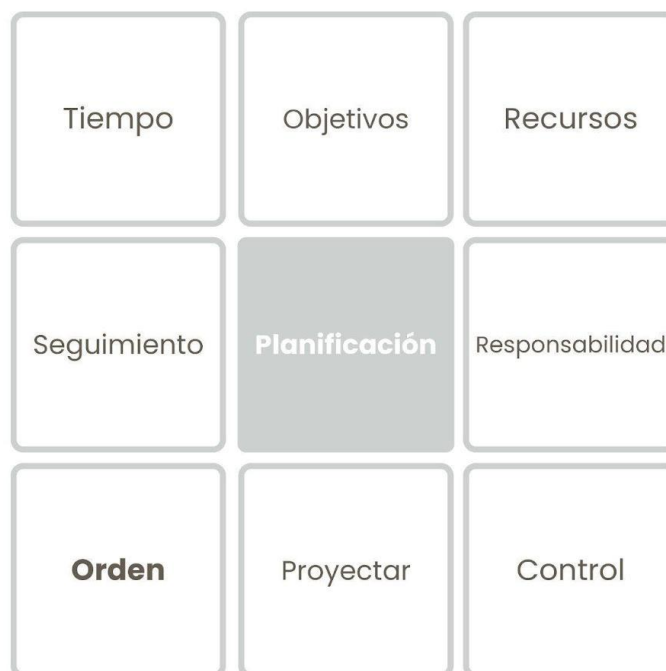 Tiempo
Objetivos
Recursos
Seguimiento
Planificación
Responsabilidad
Orden
Proyectar
Control